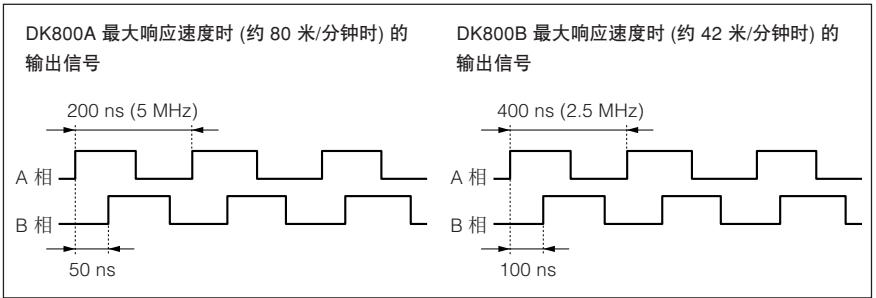 DK800A 最大响应速度时 (约 80 米/分钟时) 的
输出信号
200 ns (5 MHz)
A 相
B 相
50 ns
DK800B 最大响应速度时 (约 42 米/分钟时) 的
输出信号
400 ns (2.5 MHz)
A 相
B 相
100 ns